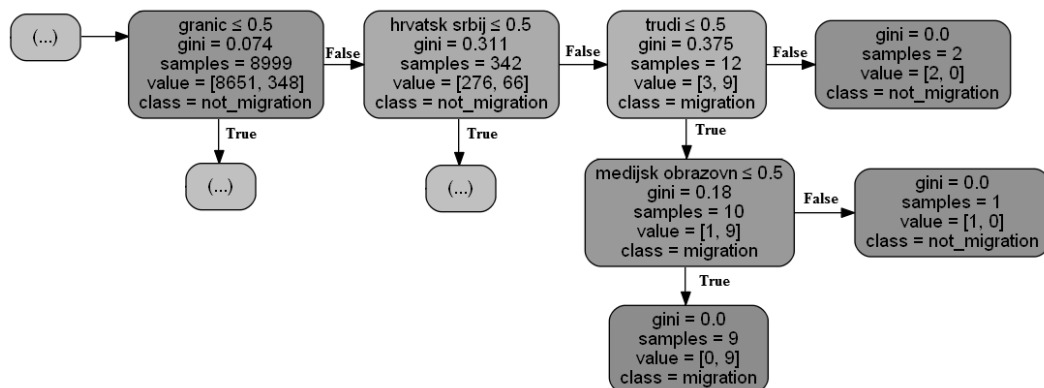 (...)
granic ≤ 0.5
gini = 0.074
samples = 8999
value = [8651, 348]
class = not_migration
False
hrvatsk srbij ≤ 0.5
gini = 0.311
samples = 342
value = [276, 66]
class = not_migration
False
trudi ≤ 0.5
gini = 0.375
samples = 12
value = [3, 9]
class = migration
False
gini = 0.0
samples = 2
value = [2, 0]
class = not_migration
True
(...)
True
(...)
True
medijsk obrazovn ≤ 0.5
gini = 0.18
samples = 10
value = [1, 9]
class = migration
False
gini = 0.0
samples = 1
value = [1, 0]
class = not_migration
True
gini = 0.0
samples = 9
value = [0, 9]
class = migration